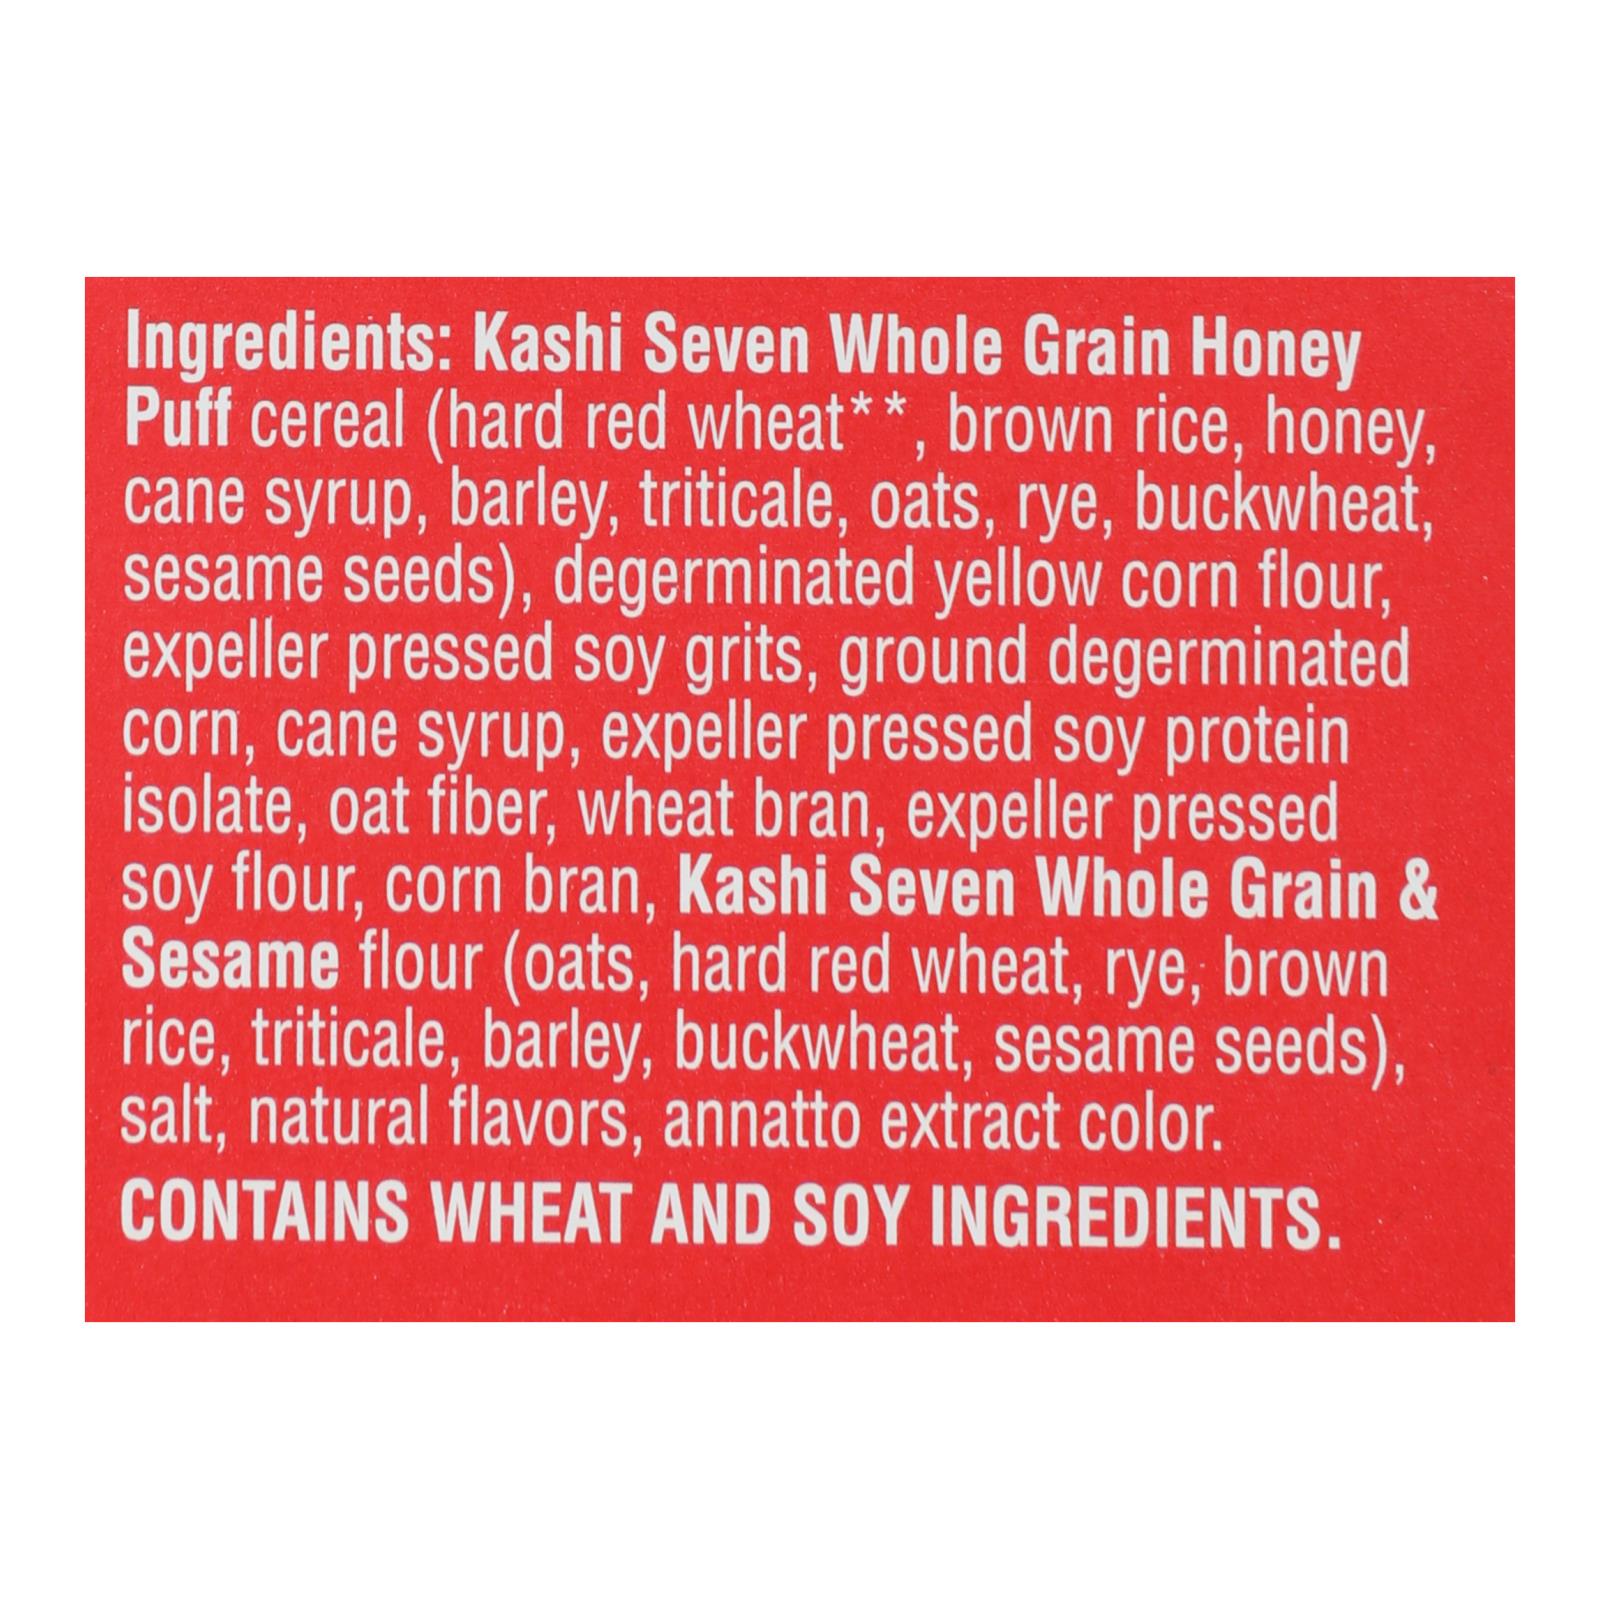 Ingredients: Kashi Seven Whole Grain Honey
Puff cereal (hard red wheat**, brown rice, honey,
cane syrup, barley, triticale, oats, rye, buckwheat,
sesame seeds), degerminated yellow corn flour,
expeller pressed soy grits, ground degerminated
corn, cane syrup, expeller pressed soy protein
isolate, oat fiber, wheat bran, expeller pressed
soy flour, corn bran, Kashi Seven Whole Grain &
Sesame flour (oats, hard red wheat, rye, brown
rice, triticale, barley, buckwheat, sesame seeds),
salt, natural flavors, annatto extract color.
CONTAINS WHEAT AND SOY INGREDIENTS.